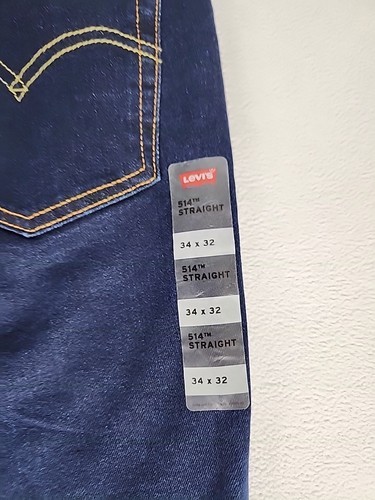 Levi's
514™
STRAIGHT
34 x 32
514™
STRAIGHT
34 x 32
514™
STRAIGHT
34 x 32